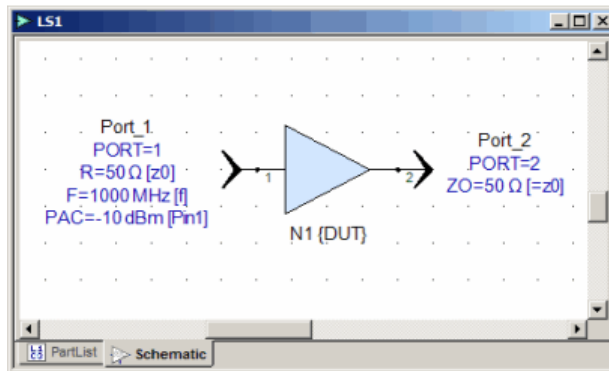 LS1
Port_1
PORT=1
R=50 Ω [z0]
F=1000 MHz [f]
PAC=-10 dBm [Pin1]
1
2
Port_2
PORT=2
ZO=50 Ω [=z0]
N1 {DUT}
PartList
Schematic